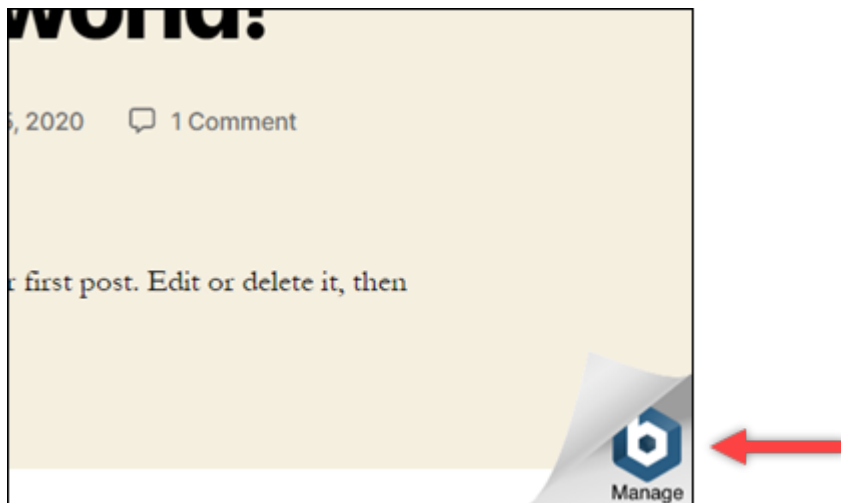 world!
, 2020 1 Comment
first post. Edit or delete it, then
Manage